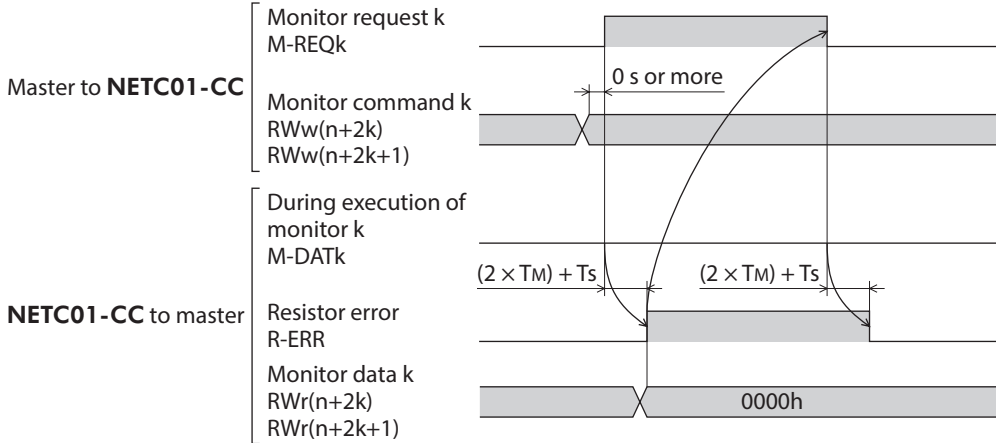 Master to NETC01-CC
Monitor request k
M-REQk
0 s or more
Monitor command k
RWw(n+2k)
RWw(n+2k+1)
NETC01-CC to master
During execution of
monitor k
M-DATk
(2 × TM) + Ts
(2 × TM) + Ts
Resistor error
R-ERR
Monitor data k
RWr(n+2k)
RWr(n+2k+1)
0000h